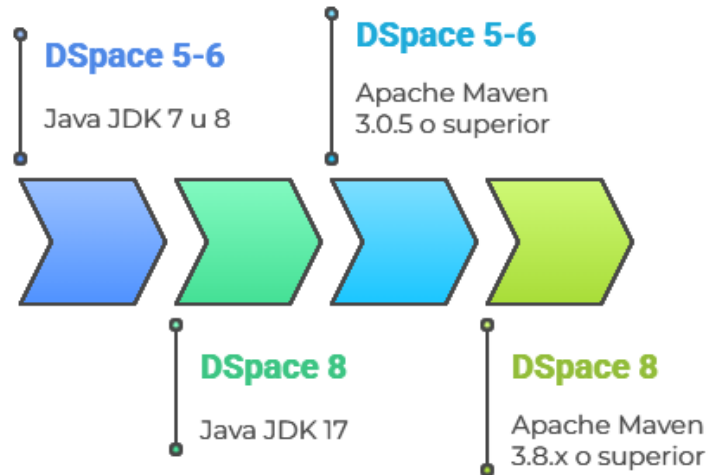 DSpace 5-6
Java JDK 7 u 8
DSpace 5-6
Apache Maven
3.0.5 o superior
DSpace 8
Java JDK 17
DSpace 8
Apache Maven
3.8.x o superior